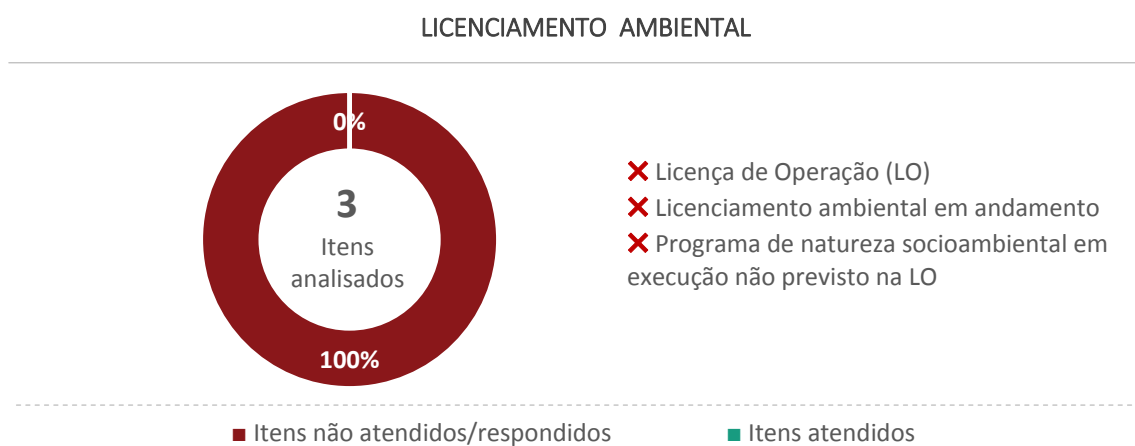 LICENCIAMENTO AMBIENTAL
0%
3
Itens
analisados
100%
❌ Licença de Operação (LO)
❌ Licenciamento ambiental em andamento
❌ Programa de natureza socioambiental em
execução não previsto na LO
■ Itens não atendidos/respondidos
■ Itens atendidos